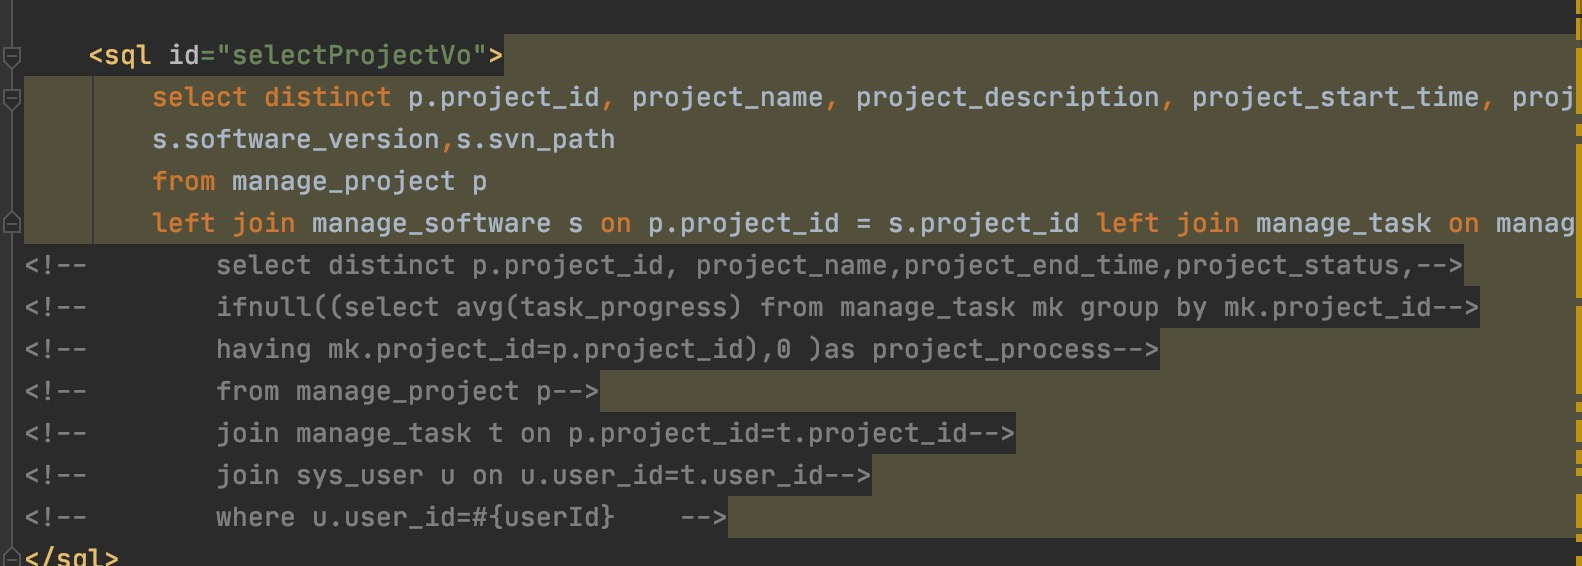 <sql id="selectProjectVo">
select distinct p.project_id, project_name, project_description, project_start_time, proj
s.software_version,s.svn_path
from manage_project p
left join manage_software s on p.project_id = s.project_id left join manage_task on manag
<!-- select distinct p.project_id, project_name,project_end_time,project_status,-->
<!-- ifnull((select avg(task_progress) from manage_task mk group by mk.project_id-->
<!-- having mk.project_id=p.project_id),0 )as project_process-->
<!-- from manage_project p-->
<!-- join manage_task t on p.project_id=t.project_id-->
<!-- join sys_user u on u.user_id=t.user_id-->
<!-- where u.user_id=#{userId} -->
</sql>